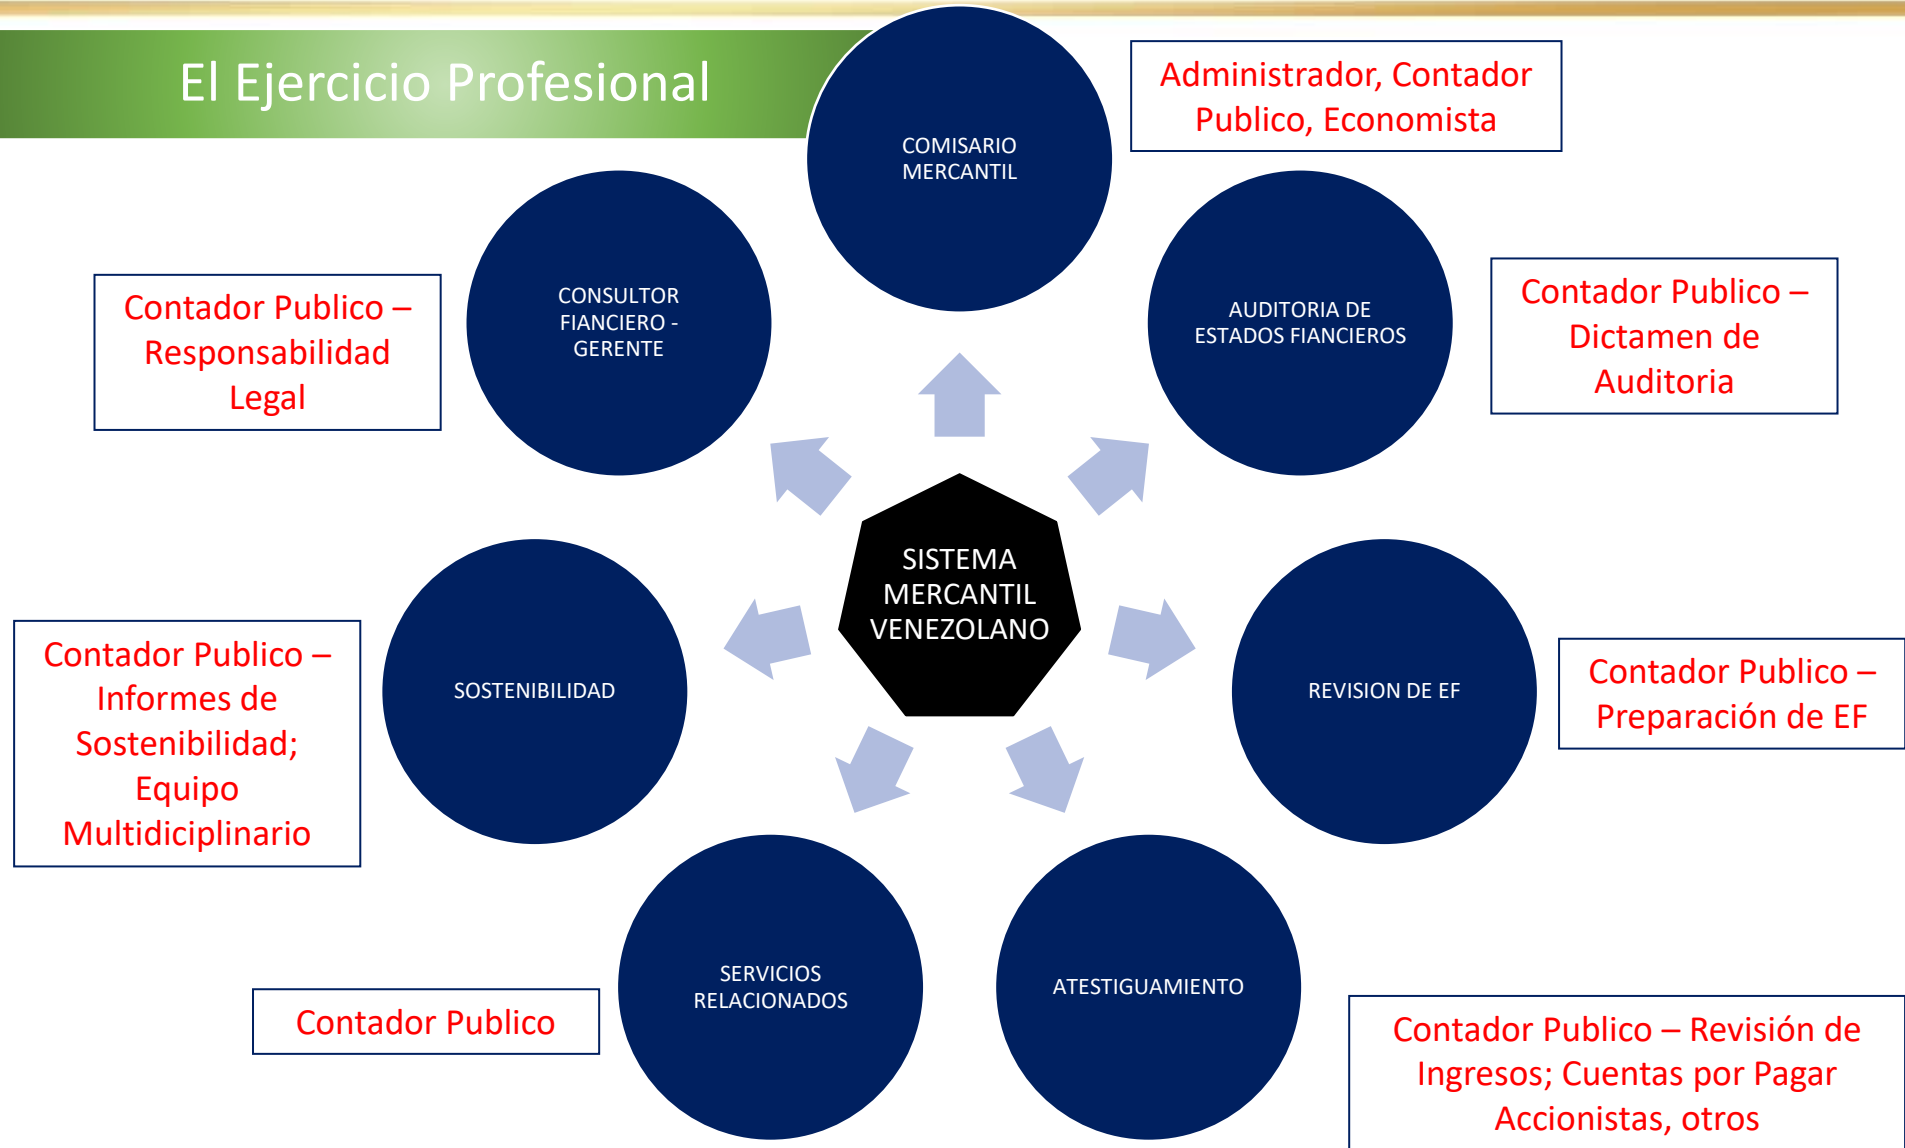 El Ejercicio Profesional
COMISARIO
MERCANTIL
Administrador, Contador
Publico, Economista
AUDITORIA DE
ESTADOS FIANCIEROS
Contador Publico –
Dictamen de
Auditoria
REVISION DE EF
Contador Publico –
Preparación de EF
ATESTIGUAMIENTO
Contador Publico – Revisión de
Ingresos; Cuentas por Pagar
Accionistas, otros
SERVICIOS
RELACIONADOS
Contador Publico
SOSTENIBILIDAD
Contador Publico –
Informes de
Sostenibilidad;
Equipo
Multidiciplinario
CONSULTOR
FIANCIERO -
GERENTE
Contador Publico –
Responsabilidad
Legal
SISTEMA
MERCANTIL
VENEZOLANO